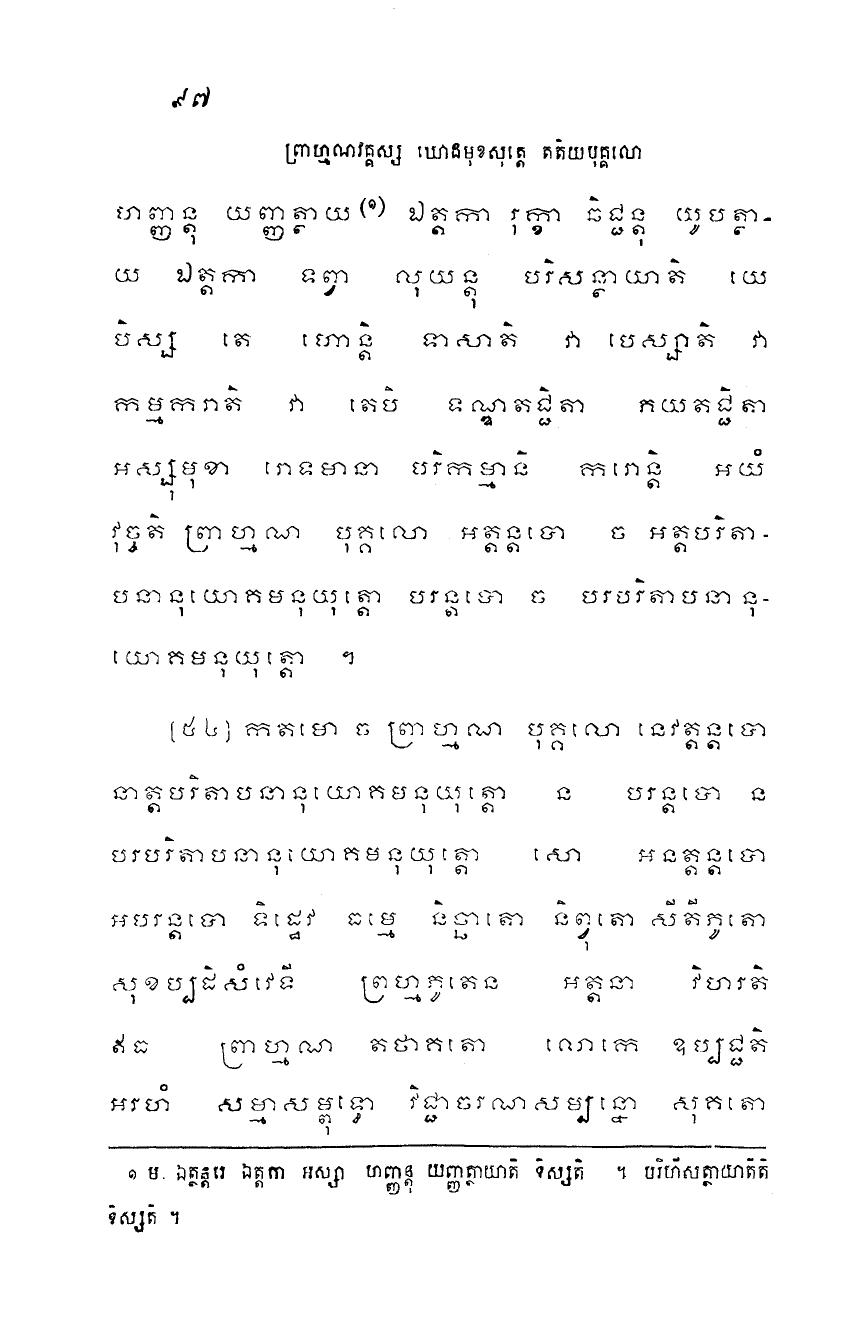 ៩៧
ព្រាហ្មណវគ្គស្ស ឃោដមុខសុត្តេ តតិយបុគ្គលោ
ហញ្ញន្តុ យញ្ញត្ថាយ(១) ឯត្តកា រុក្ខា ឆិជ្ជន្តុ យូបត្ថា-
យ ឯត្តកា ទព្វា លុយន្តុ បរិសន្ថាយាតិ យេ
បិស្ស តេ ហោន្តិ ទាសាតិ វា បេស្សាតិ វា
កម្មករាតិ វា តេបិ ទណ្ឌតជ្ជិតា ភយតជ្ជិតា
អស្សុមុខា រោទមានា បរិកម្មានិ ករោន្តិ អយំ
វុច្ចតិ ព្រាហ្មណ បុគ្គលោ អត្តន្តបោ ច អត្តបរិតា-
បនានុយោគមនុយុត្តោ បរន្តបោ ច បរបរិតាបនានុ-
យោគមនុយុត្តោ ។
[៥៤] កតមោ ច ព្រាហ្មណ បុគ្គលោ នេវត្តន្តបោ
នាត្តបរិតាបនានុយោគមនុយុត្តោ ន បរន្តបោ ន
បរបរិតាបនានុយោគមនុយុត្តោ សោ អនត្តន្តបោ
អបរន្តបោ ទិដ្ឋេវ ធម្មេ និច្ឆាតោ និព្វុតោ សីតីភូតោ
សុខប្បដិសំវេទី ព្រហ្មភូតេន អត្តនា វិហរតិ
ឥធ ព្រាហ្មណ តថាគតោ លោកេ ឧប្បជ្ជតិ
អរហំ សម្មាសម្ពុទ្ធោ វិជ្ជាចរណសម្បន្នោ សុគតោ
១ ម. ឯត្ថន្តរេ ឯត្តកា អស្សា ហញ្ញន្តុ យញ្ញត្ថាយាតិ ទិស្សតិ ។ បរិហឹសត្ថាយាតីតិ
ទិស្សតិ ។